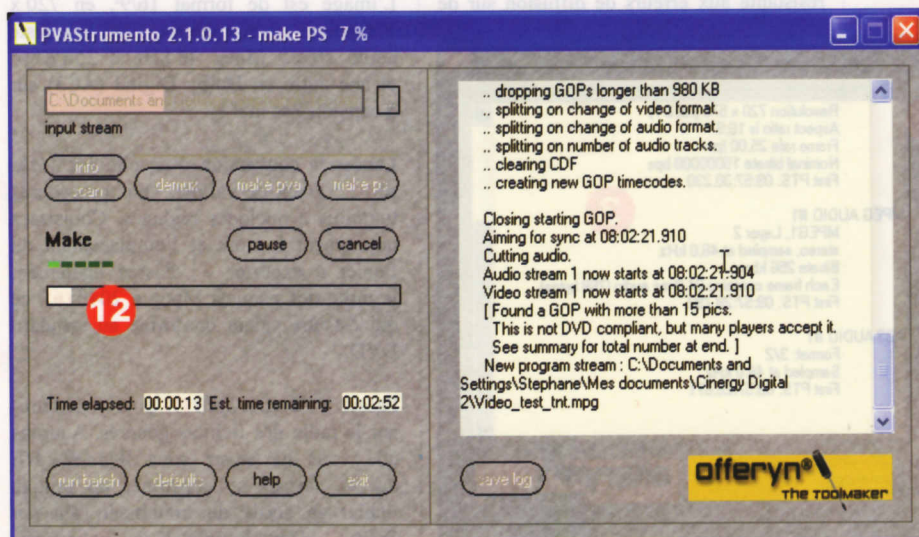 PVAStrumento 2.1.0.13 - make PS 7 %
C:\Documents an
input stream
info
scan
demux
make pva
make ps
Make
pause
cancel
12
Time elapsed: 00:00:13 Est. time remaining: 00:02:52
run batch
defaults
help
exit
.. dropping GOPs longer than 980 KB
.. splitting on change of video format.
.. splitting on change of audio format.
.. splitting on number of audio tracks.
.. clearing CDF
.. creating new GOP timecodes.
Closing starting GOP.
Aiming for sync at 08:02:21.910
Cutting audio.
Audio stream 1 now starts at 08:02:21.904
Video stream 1 now starts at 08:02:21.910
[ Found a GOP with more than 15 pics.
This is not DVD compliant, but many players accept it.
See summary for total number at end. ]
New program stream : C:\Documents and
Settings\Stephane\Mes documents\Cinergy Digital
2\Video_test_tnt.mpg
save log
offeryn®
THE TOOLMAKER